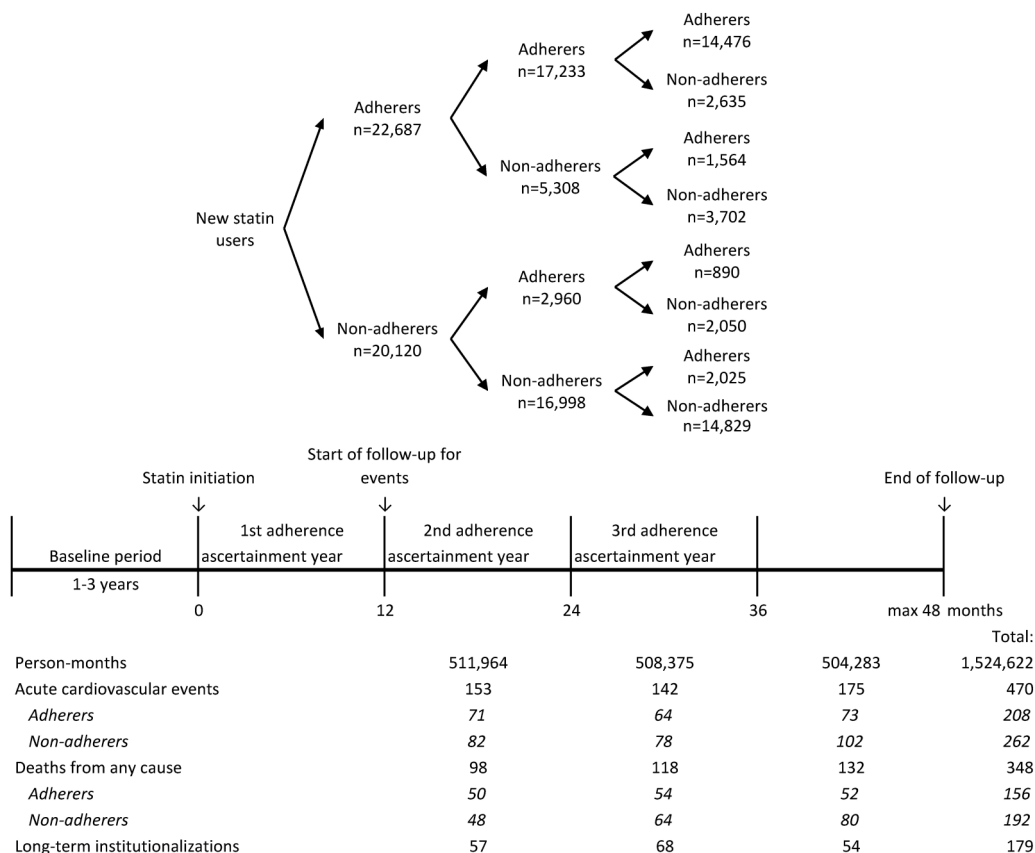 Adherers
n=14,476
Adherers
n=17,233
Non-adherers
n=2,635
Adherers
n=22,687
Adherers
n=1,564
Non-adherers
n=5,308
Non-adherers
n=3,702
New statin
users
Adherers
n=890
Adherers
n=2,960
Non-adherers
n=2,050
Non-adherers
n=20,120
Adherers
n=2,025
Non-adherers
n=16,998
Non-adherers
n=14,829
Statin initiation
Start of follow-up for
events
End of follow-up
Baseline period
1st adherence
ascertainment year
2nd adherence
ascertainment year
3rd adherence
ascertainment year
1-3 years
0 12 24 36 max 48 months
Total:
Person-months 511,964 508,375 504,283 1,524,622
Acute cardiovascular events 153 142 175 470
Adherers 71 64 73 208
Non-adherers 82 78 102 262
Deaths from any cause 98 118 132 348
Adherers 50 54 52 156
Non-adherers 48 64 80 192
Long-term institutionalizations 57 68 54 179